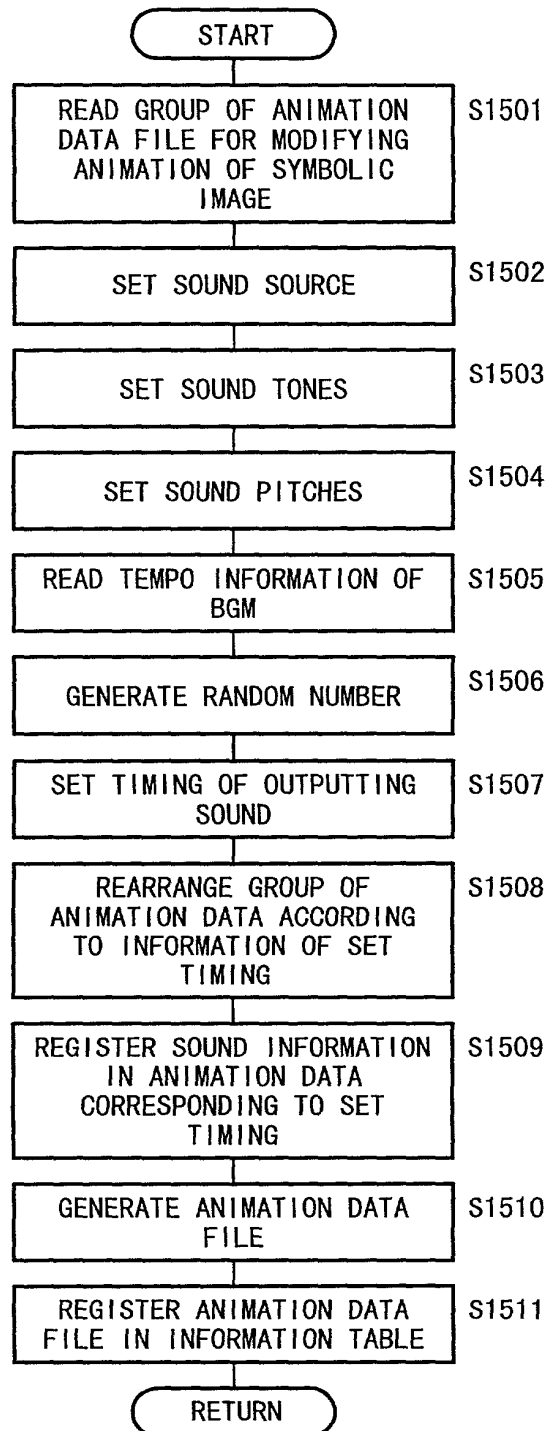 START
READ GROUP OF ANIMATION
DATA FILE FOR MODIFYING
ANIMATION OF SYMBOLIC
IMAGE
S1501
SET SOUND SOURCE
S1502
SET SOUND TONES
S1503
SET SOUND PITCHES
S1504
READ TEMPO INFORMATION OF
BGM
S1505
GENERATE RANDOM NUMBER
S1506
SET TIMING OF OUTPUTTING
SOUND
S1507
REARRANGE GROUP OF
ANIMATION DATA ACCORDING
TO INFORMATION OF SET
TIMING
S1508
REGISTER SOUND INFORMATION
IN ANIMATION DATA
CORRESPONDING TO SET
TIMING
S1509
GENERATE ANIMATION DATA
FILE
S1510
REGISTER ANIMATION DATA
FILE IN INFORMATION TABLE
S1511
RETURN